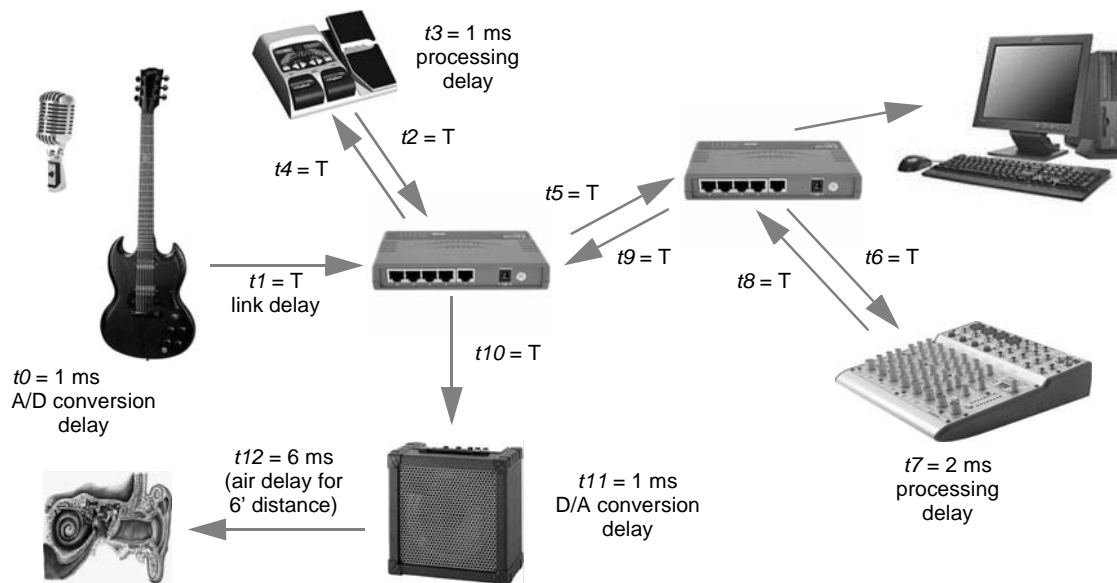 t3 = 1 ms
processing
delay
t2 = T
t4 = T
t5 = T
t9 = T
t6 = T
t8 = T
t1 = T
link delay
t10 = T
t0 = 1 ms
A/D conversion
delay
t12 = 6 ms
(air delay for
6’ distance)
t11 = 1 ms
D/A conversion
delay
t7 = 2 ms
processing
delay